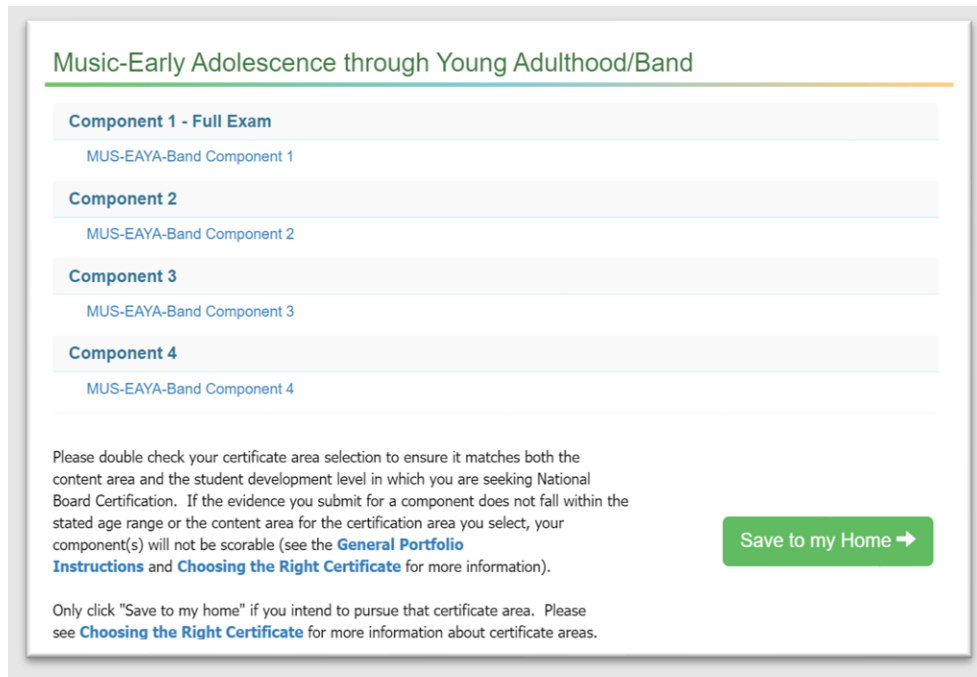 Music-Early Adolescence through Young Adulthood/Band
Component 1 - Full Exam
MUS-EAYA-Band Component 1
Component 2
MUS-EAYA-Band Component 2
Component 3
MUS-EAYA-Band Component 3
Component 4
MUS-EAYA-Band Component 4
Please double check your certificate area selection to ensure it matches both the
content area and the student development level in which you are seeking National
Board Certification.  If the evidence you submit for a component does not fall within the
stated age range or the content area for the certification area you select, your
component(s) will not be scorable (see the General Portfolio
Instructions and Choosing the Right Certificate for more information).
Save to my Home →
Only click "Save to my home" if you intend to pursue that certificate area.  Please
see Choosing the Right Certificate for more information about certificate areas.